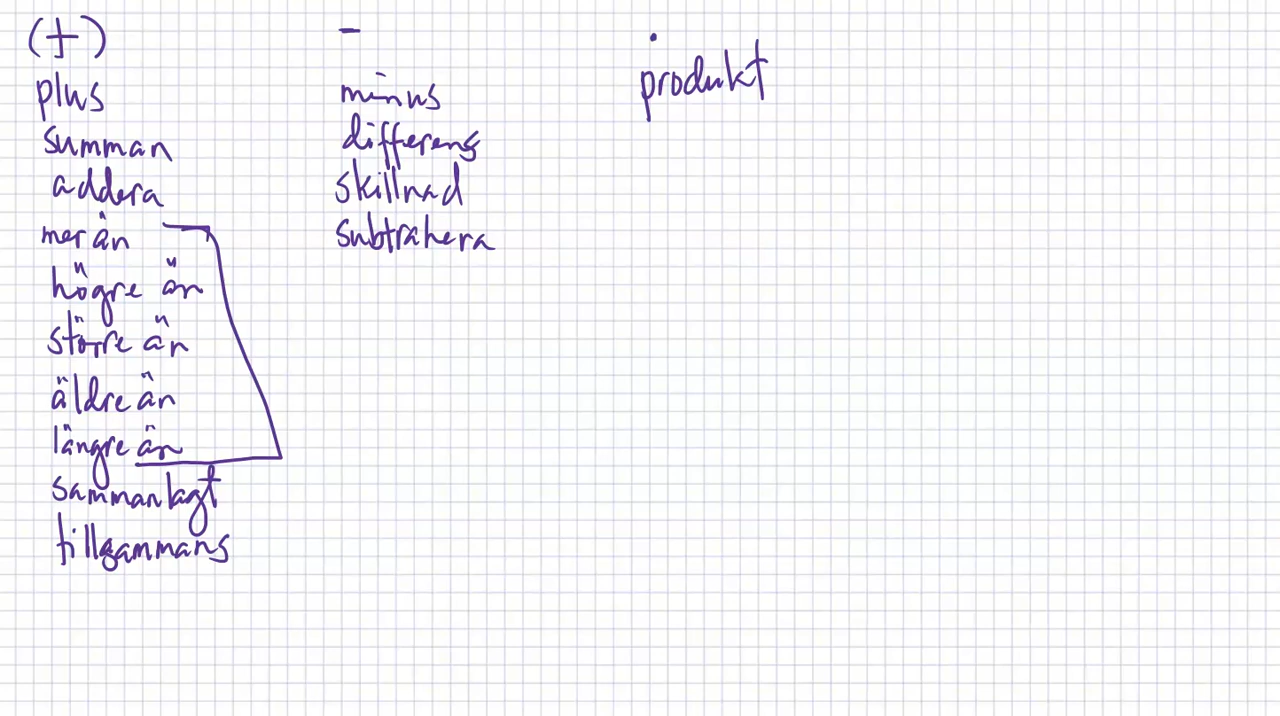 (+)
plus
summan
addera
mer än
högre än
större än
äldre än
längre än
sammanlagt
tillsammans
-
minus
differens
skillnad
subtrahera
·
produkt